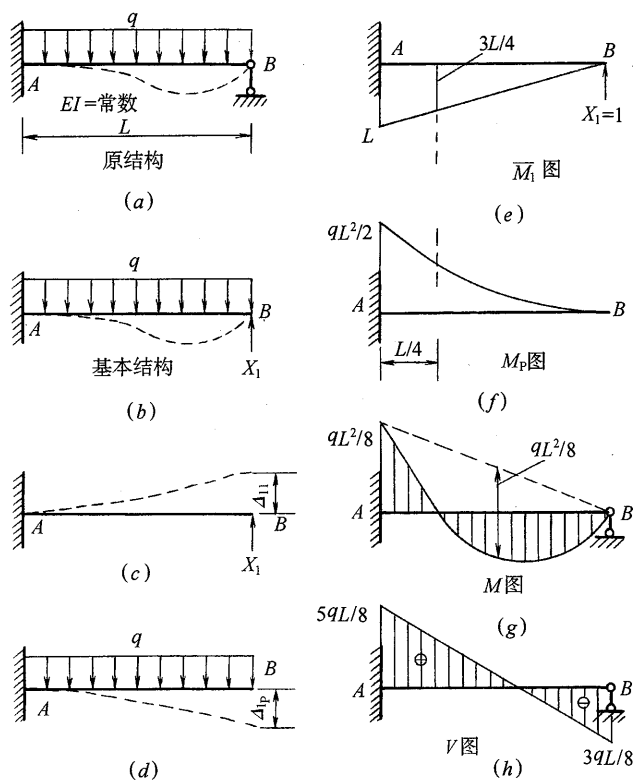 q
A
B
EI=常数
L
原结构
(a)
q
A
B
基本结构
X₁
(b)
A
B
Δ₁₁
X₁
(c)
q
A
B
Δ₁ₚ
(d)
A
B
3L/4
L
X₁=1
M̅₁ 图
(e)
qL²/2
A
B
L/4
Mₚ图
(f)
qL²/8
qL²/8
A
B
M图
(g)
5qL/8
A
⊕
B
⊖
V图
3qL/8
(h)